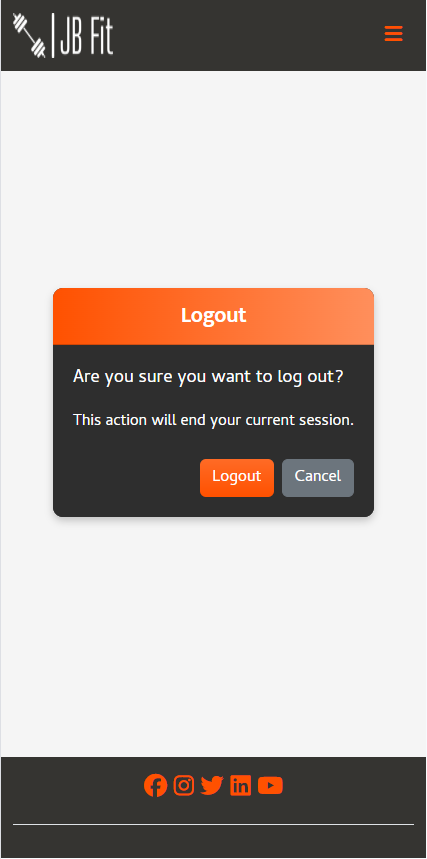 JB Fit
Logout
Are you sure you want to log out?
This action will end your current session.
Logout Cancel